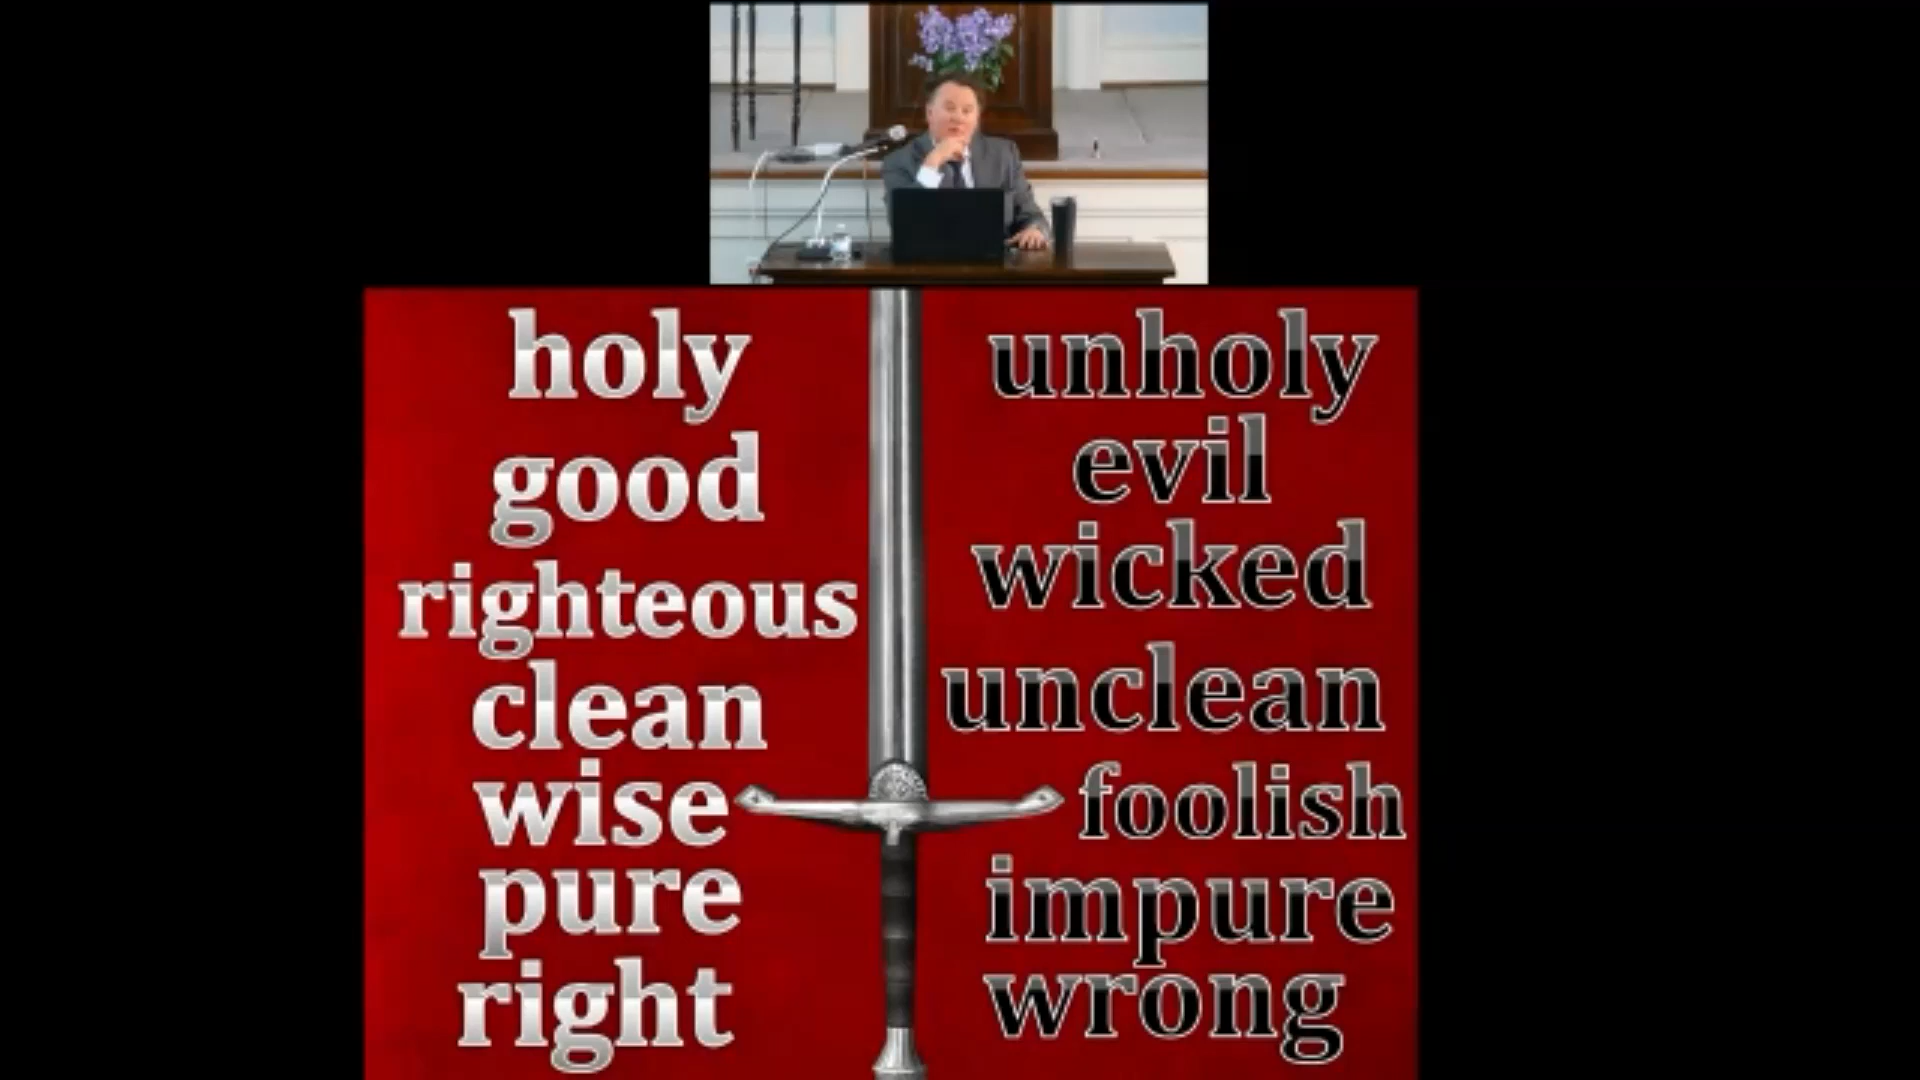 holy
good
righteous
clean
wise
pure
right
unholy
evil
wicked
unclean
foolish
impure
wrong